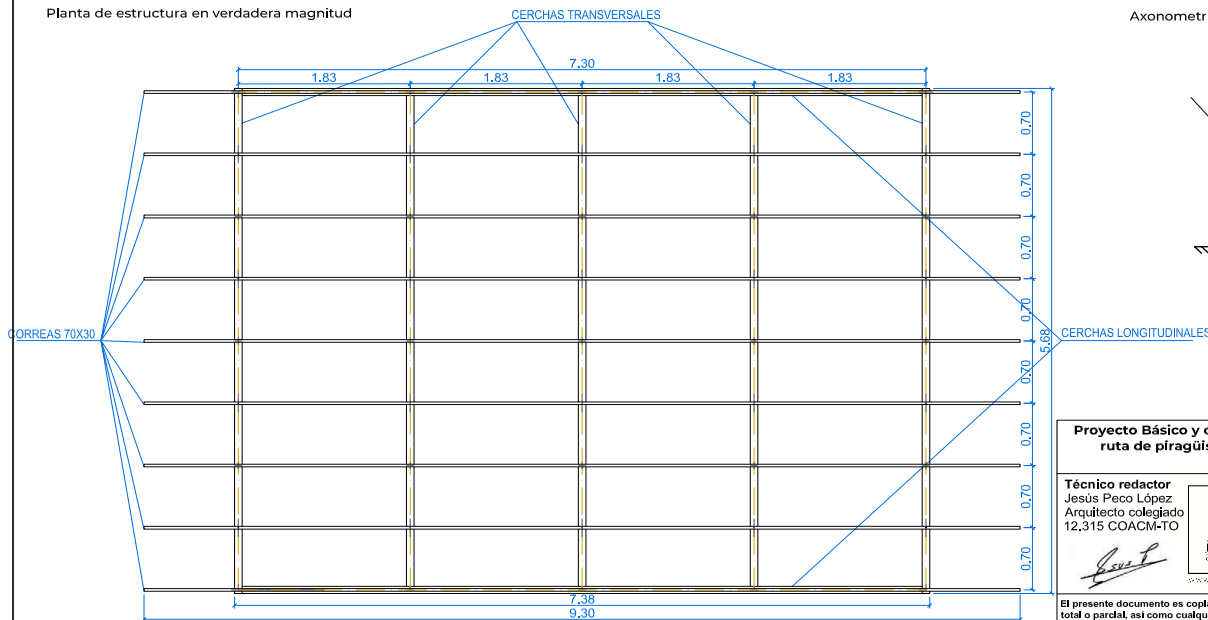 Planta de estructura en verdadera magnitud
CERCHAS TRANSVERSALES
Axonometr
7.30
1.83
1.83
1.83
1.83
0.70
0.70
0.70
0.70
0.70
0.70
0.70
0.70
5.68
CORREAS 70X30
CERCHAS LONGITUDINALES
7.38
9.30
Proyecto Básico y
ruta de piragüis
Técnico redactor
Jesús Peco López
Arquitecto colegiado
12.315 COACM-TO
El presente documento es copia
total o parcial, así como cualqu